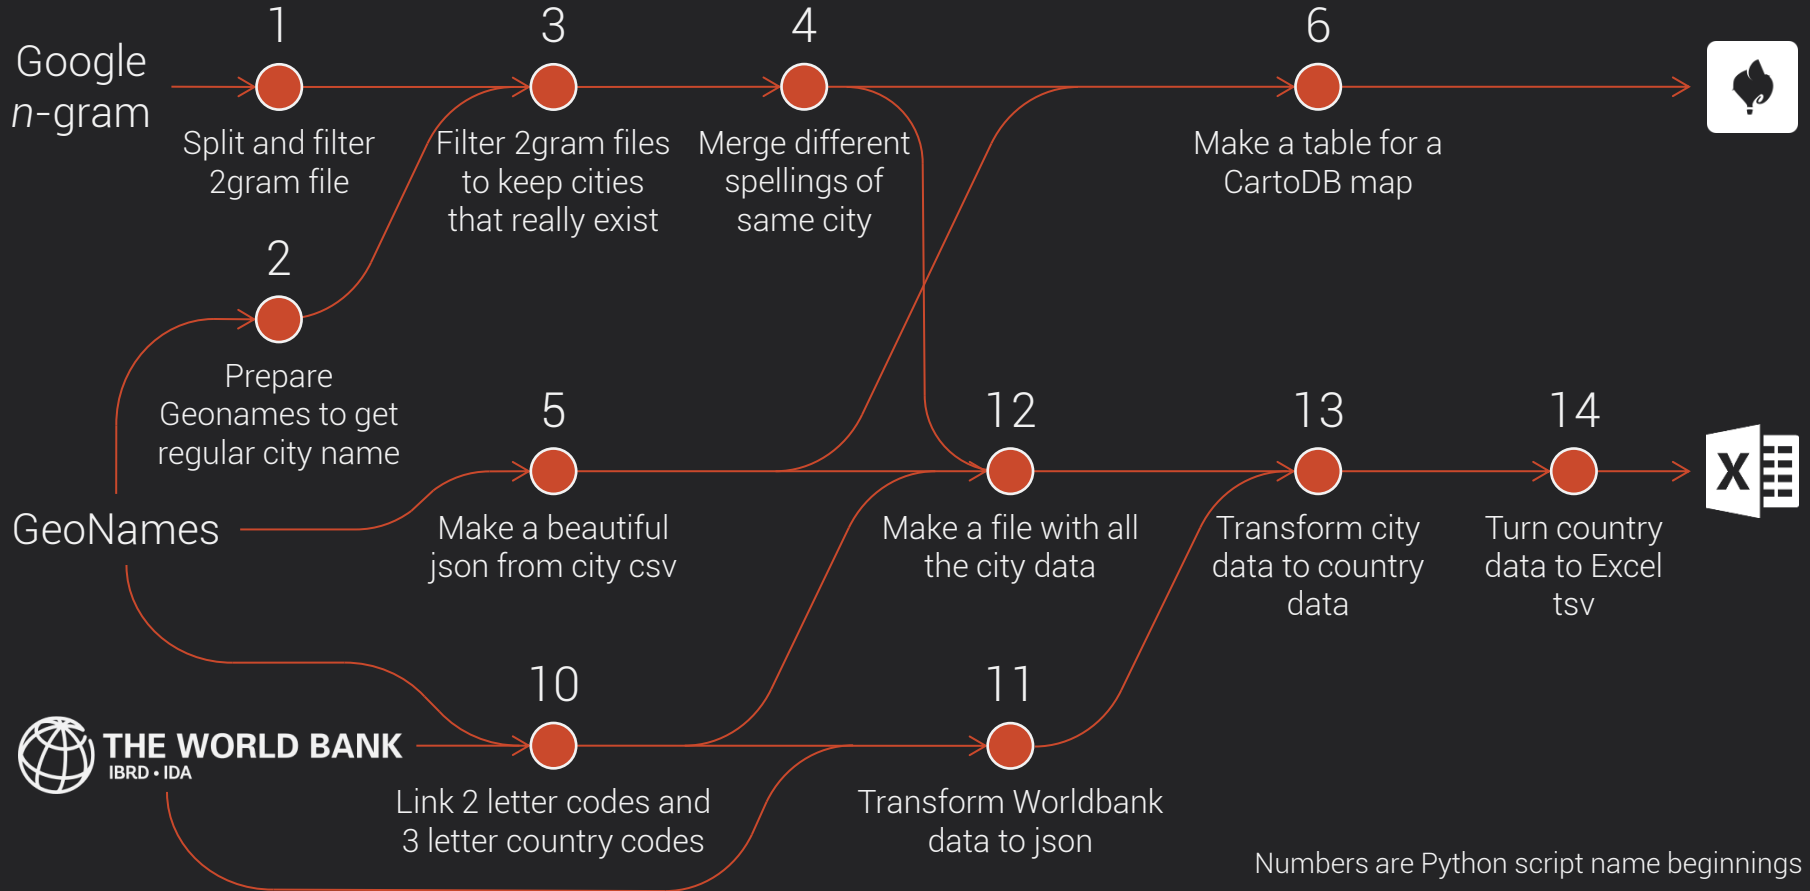 1
3
4
6
Google
n-gram
Split and filter
2gram file
Filter 2gram files
to keep cities
that really exist
Merge different
spellings of
same city
Make a table for a
CartoDB map
2
Prepare
Geonames to get
regular city name
5
12
13
14
X
GeoNames
Make a beautiful
json from city csv
Make a file with all
the city data
Transform city
data to country
data
Turn country
data to Excel
tsv
10
11
THE WORLD BANK
IBRD • IDA
Link 2 letter codes and
3 letter country codes
Transform Worldbank
data to json
Numbers are Python script name beginnings